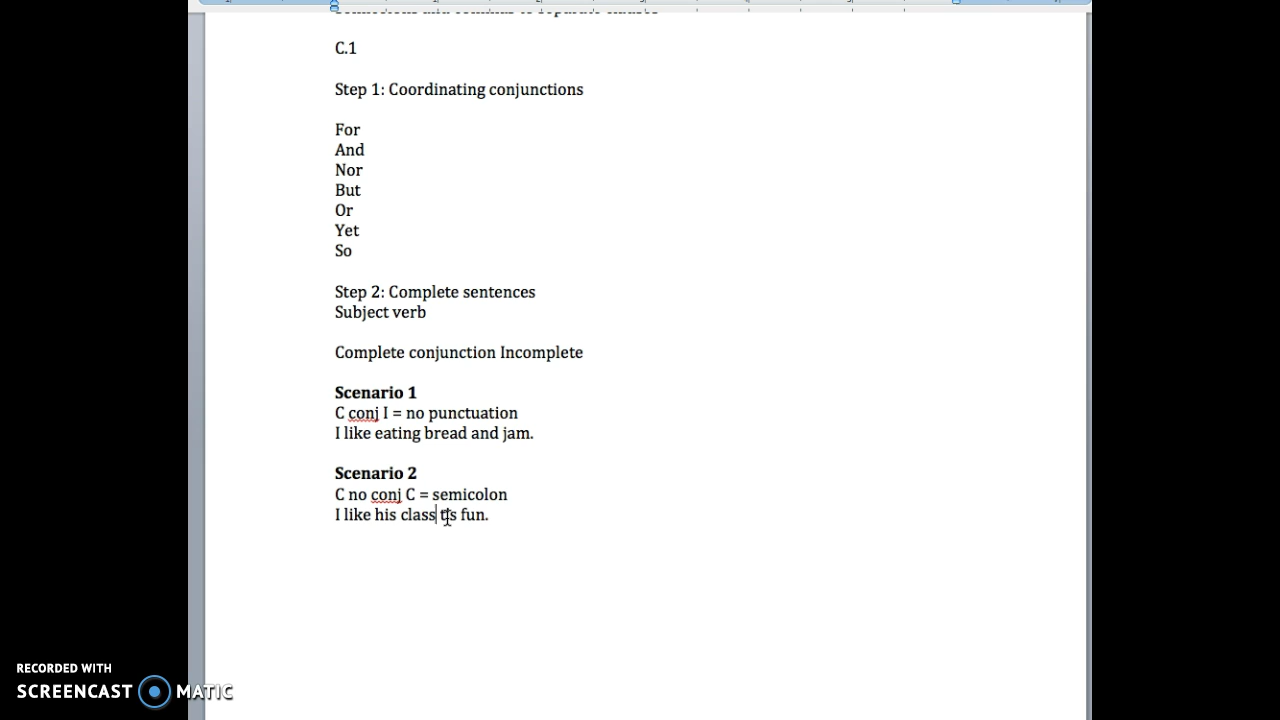 C.1
Step 1: Coordinating conjunctions
For
And
Nor
But
Or
Yet
So
Step 2: Complete sentences
Subject verb
Complete conjunction Incomplete
Scenario 1
C conj I = no punctuation
I like eating bread and jam.
Scenario 2
C no conj C = semicolon
I like his class fun.
RECORDED WITH
SCREENCAST MATIC